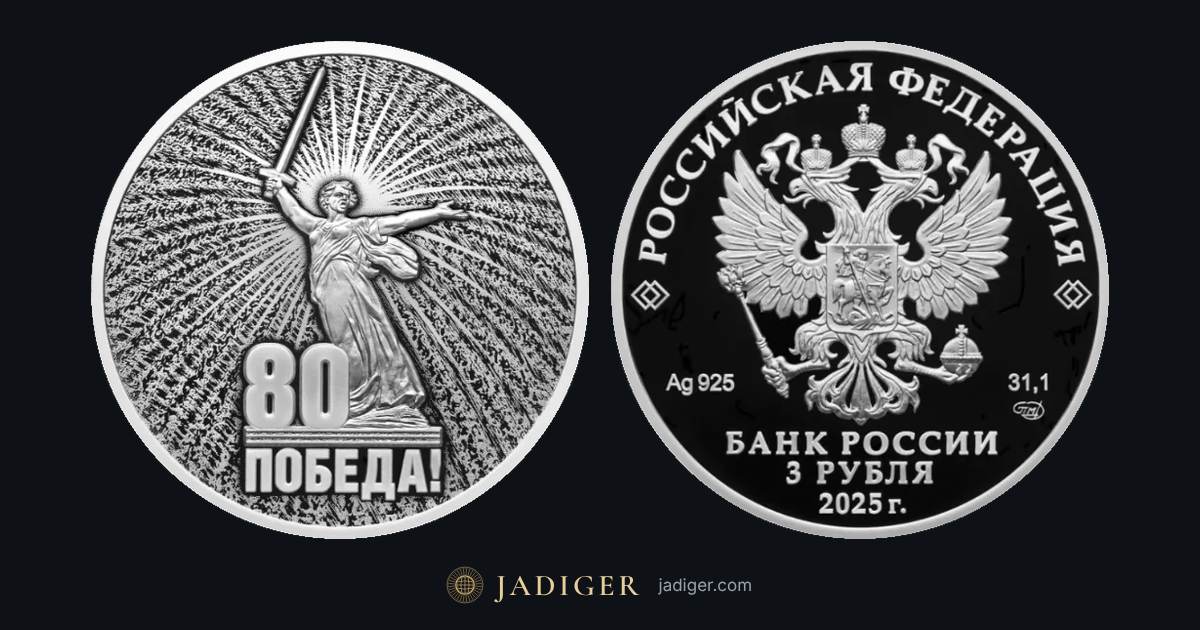 80
ПОБЕДА!
РОССИЙСКАЯ ФЕДЕРАЦИЯ
Ag 925
31,1
БАНК РОССИИ
3 РУБЛЯ
2025 г.
JADIGER
jadiger.com